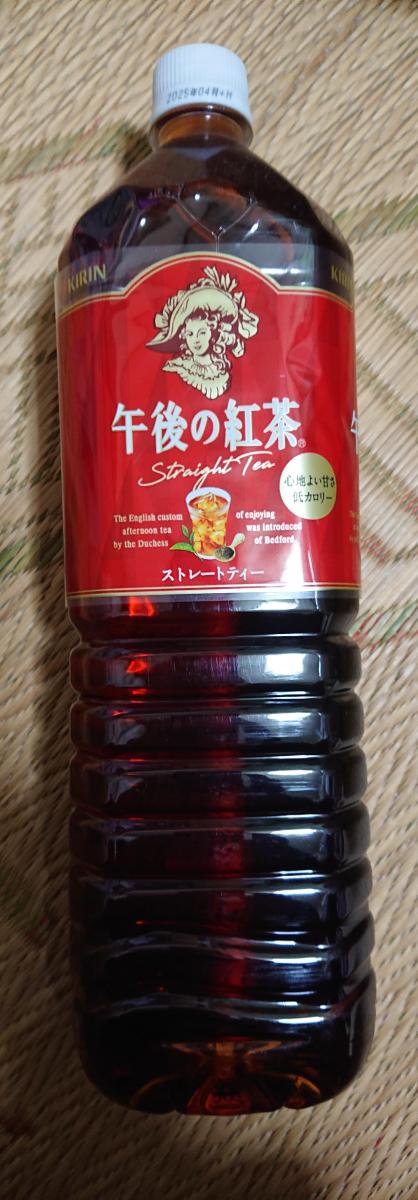 2025年04月+H
KIRIN
KIRIN
午後の紅茶®
Straight Tea
心地よい甘さ
低カロリー
The English custom of enjoying
afternoon tea was introduced
by the Duchess of Bedford
ストレートティー